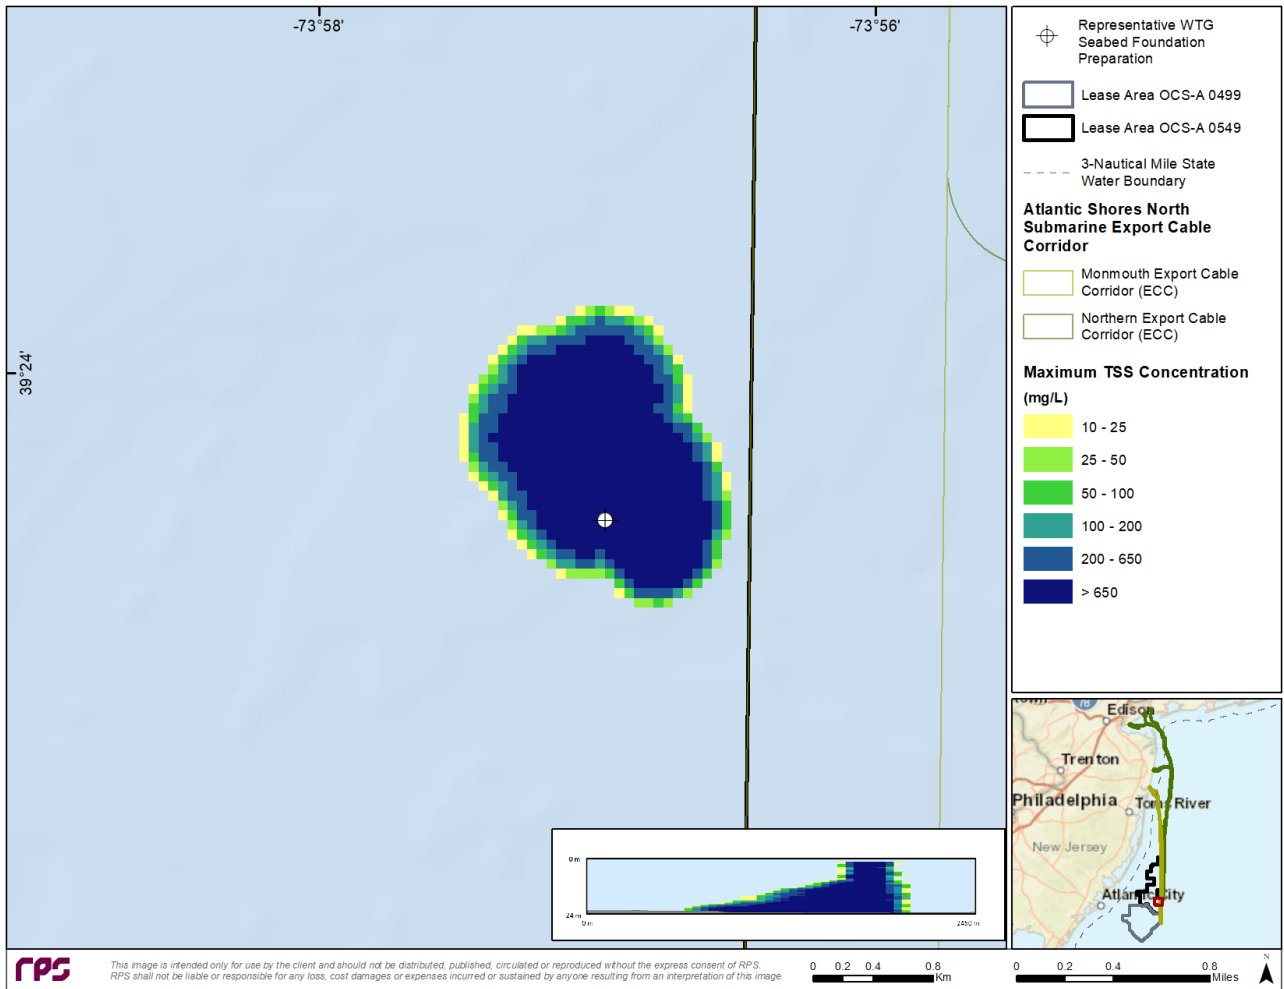 -73°58'
-73°56'
39°24'
Representative WTG
Seabed Foundation
Preparation
Lease Area OCS-A 0499
Lease Area OCS-A 0549
3-Nautical Mile State
Water Boundary
Atlantic Shores North
Submarine Export Cable
Corridor
Monmouth Export Cable
Corridor (ECC)
Northern Export Cable
Corridor (ECC)
Maximum TSS Concentration
(mg/L)
10 - 25
25 - 50
50 - 100
100 - 200
200 - 650
> 650
0 m
24 m
0 m
2450 m
78
Edison
Trenton
Philadelphia
Toms River
New Jersey
Atlantic City
rps
This image is intended only for use by the client and should not be distributed, published, circulated or reproduced without the express consent of RPS.
RPS shall not be liable or responsible for any loss, cost damages or expenses incurred or sustained by anyone resulting from an interpretation of this image.
0 0.2 0.4 0.8
Km
0 0.2 0.4 0.8
Miles
N